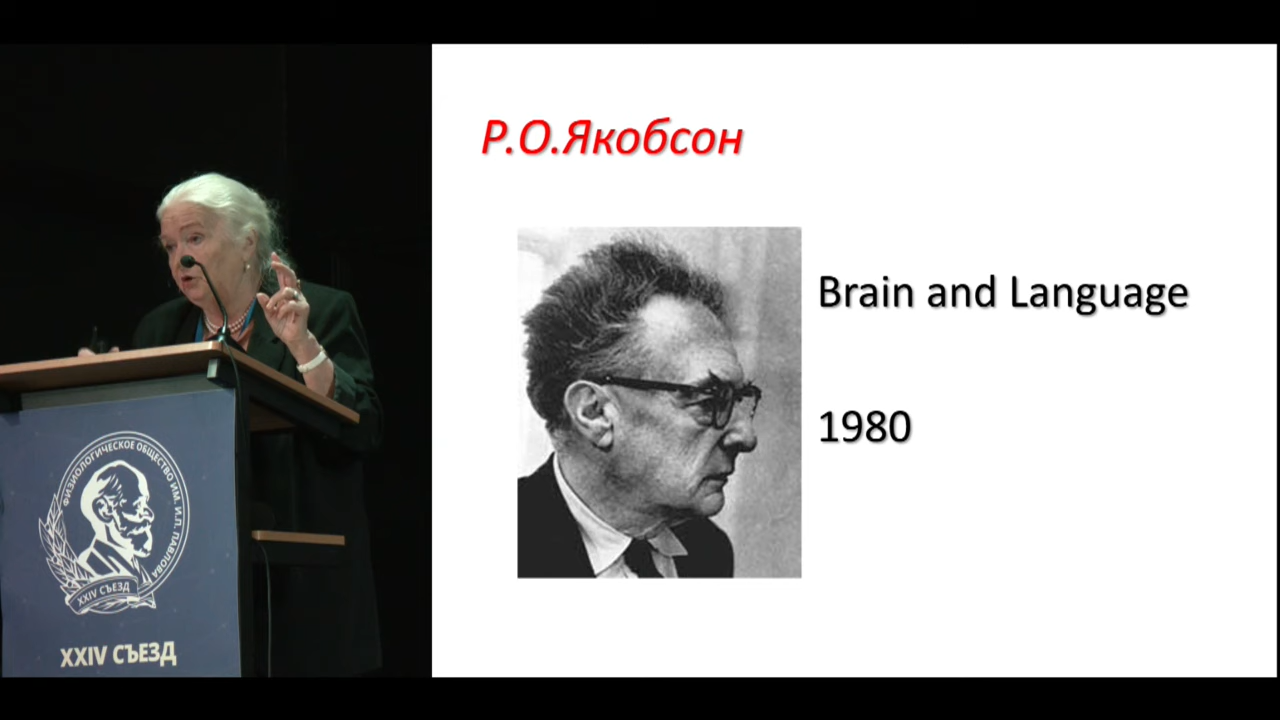 ФИЗИОЛОГИЧЕСКОЕ ОБЩЕСТВО ИМ. И.П. ПАВЛОВА
XXIV СЪЕЗД
XXIV СЪЕЗД
Р.О.Якобсон
Brain and Language
1980